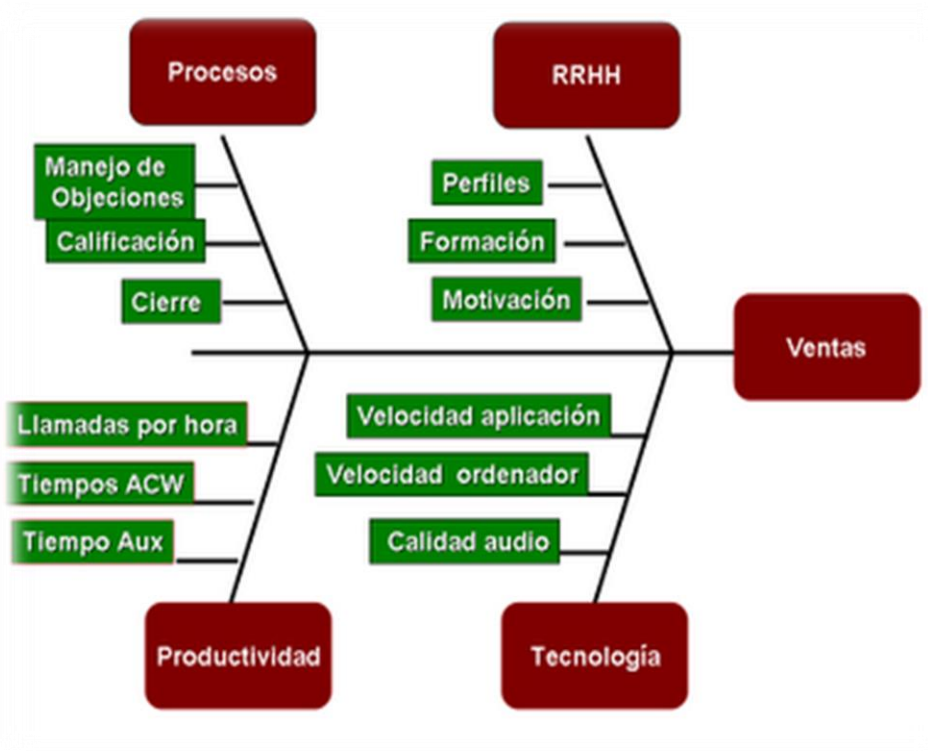 Procesos
RRHH
Manejo de
Objeciones
Calificación
Cierre
Perfiles
Formación
Motivación
Ventas
Llamadas por hora
Tiempos ACW
Tiempo Aux
Velocidad aplicación
Velocidad ordenador
Calidad audio
Productividad
Tecnología